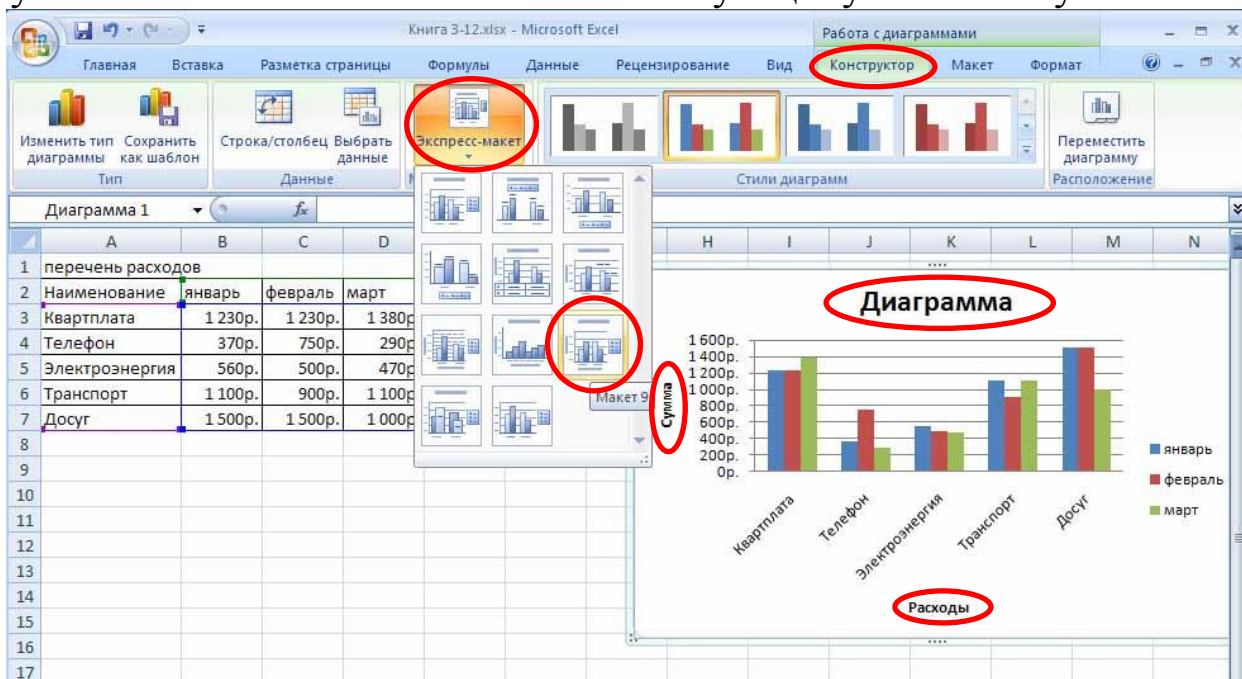 Книга 3-12.xlsx - Microsoft Excel
Работа с диаграммами
Главная Вставка Разметка страницы Формулы Данные Рецензирование Вид Конструктор Макет Формат
Изменить тип диаграммы
Сохранить как шаблон
Строка/столбец
Выбрать данные
Экспресс-макет
Переместить диаграмму
Тип
Данные
Стили диаграмм
Расположение
Диаграмма 1
fx
A B C D H I J K L M N
1 перечень расходов
2 Наименование январь февраль март
3 Квартплата 1 230р. 1 230р. 1 380р
4 Телефон 370р. 750р. 290р
5 Электроэнергия 560р. 500р. 470р
6 Транспорт 1 100р. 900р. 1 100р
7 Досуг 1 500р. 1 500р. 1 000р
8
9
10
11
12
13
14
15
16
17
Макет 9
Диаграмма
Сумма
1 600р.
1 400р.
1 200р.
1 000р.
800р.
600р.
400р.
200р.
0р.
Квартплата
Телефон
Электроэнергия
Транспорт
Досуг
январь
февраль
март
Расходы